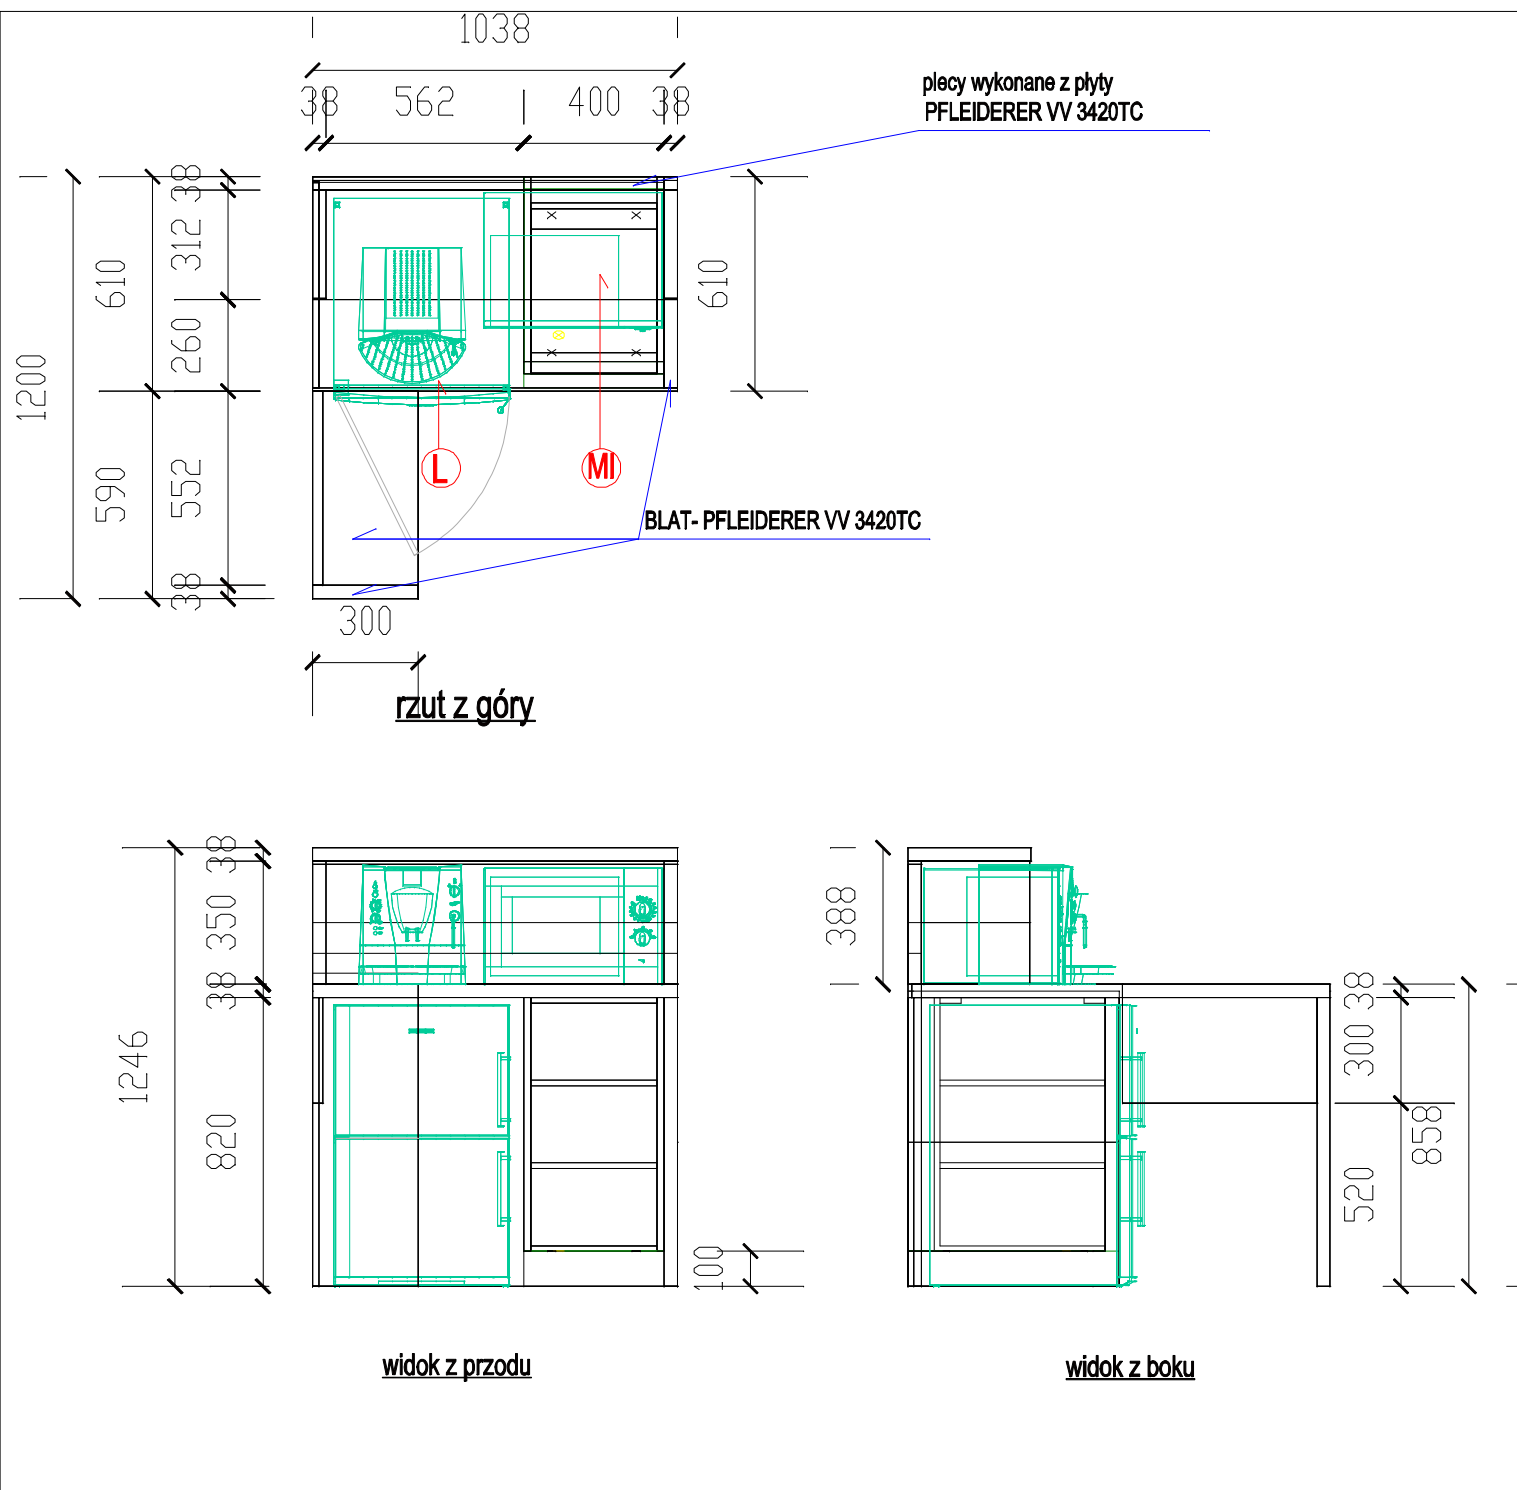 1038
38 562 400 38
plecy wykonane z płyty
PFLEIDERER VV 3420TC
38
312
610
610
260
1200
L
MI
590
552
BLAT- PFLEIDERER VV 3420TC
38
300
rzut z góry
38
350
38
388
38
1246
300
820
858
520
100
widok z przodu
widok z boku